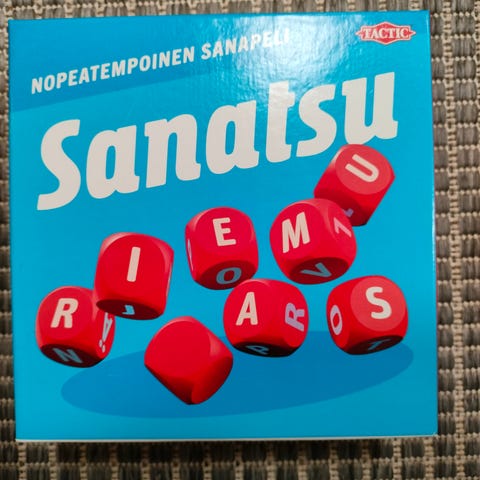 NOPEATEMPOINEN SANAPELI
TACTIC
Sanatsu
R I E M U
A S
N Ä J O V L
P R O T